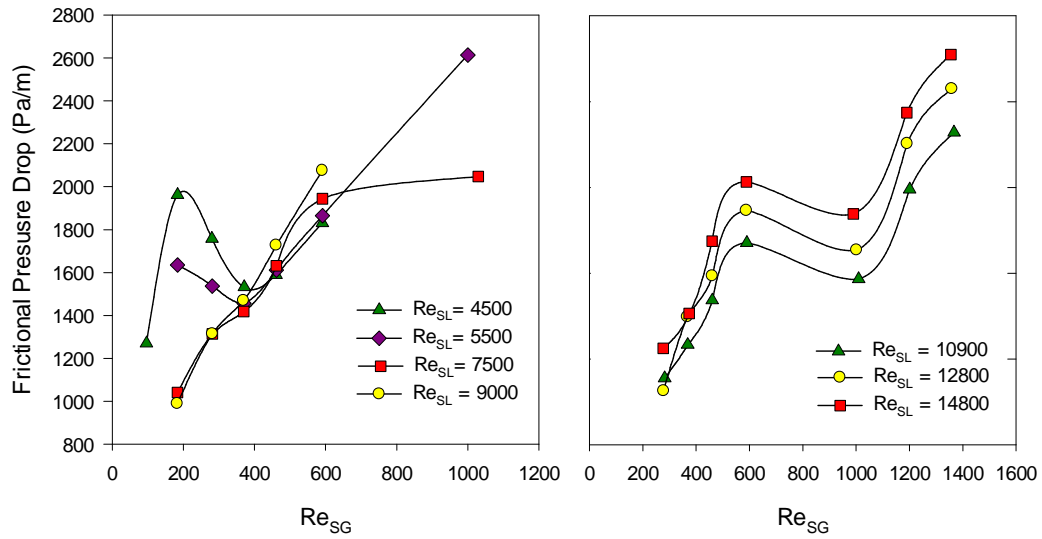 Frictional Presusre Drop (Pa/m)
2800
2600
2400
2200
2000
1800
1600
1400
1200
1000
800
0 200 400 600 800 1000 1200
Re_SG
Re_SL= 4500
Re_SL= 5500
Re_SL= 7500
Re_SL = 9000
0 200 400 600 800 1000 1200 1400 1600
Re_SG
Re_SL = 10900
Re_SL = 12800
Re_SL = 14800